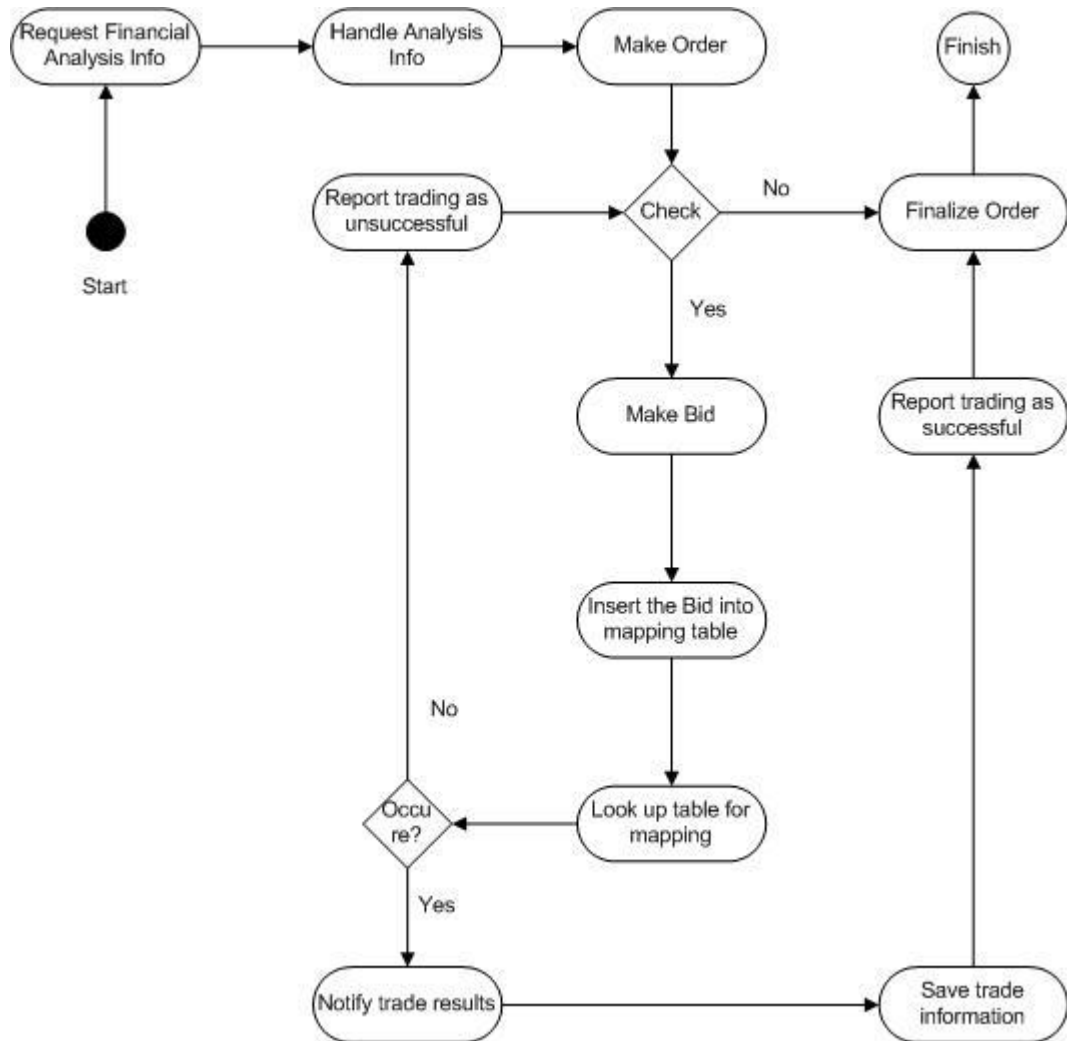 Request Financial
Analysis Info
Handle Analysis
Info
Make Order
Finish
Start
Report trading as
unsuccessful
Check
No
Finalize Order
Yes
Make Bid
Report trading as
successful
Insert the Bid into
mapping table
No
Occu
re?
Look up table for
mapping
Yes
Notify trade results
Save trade
information